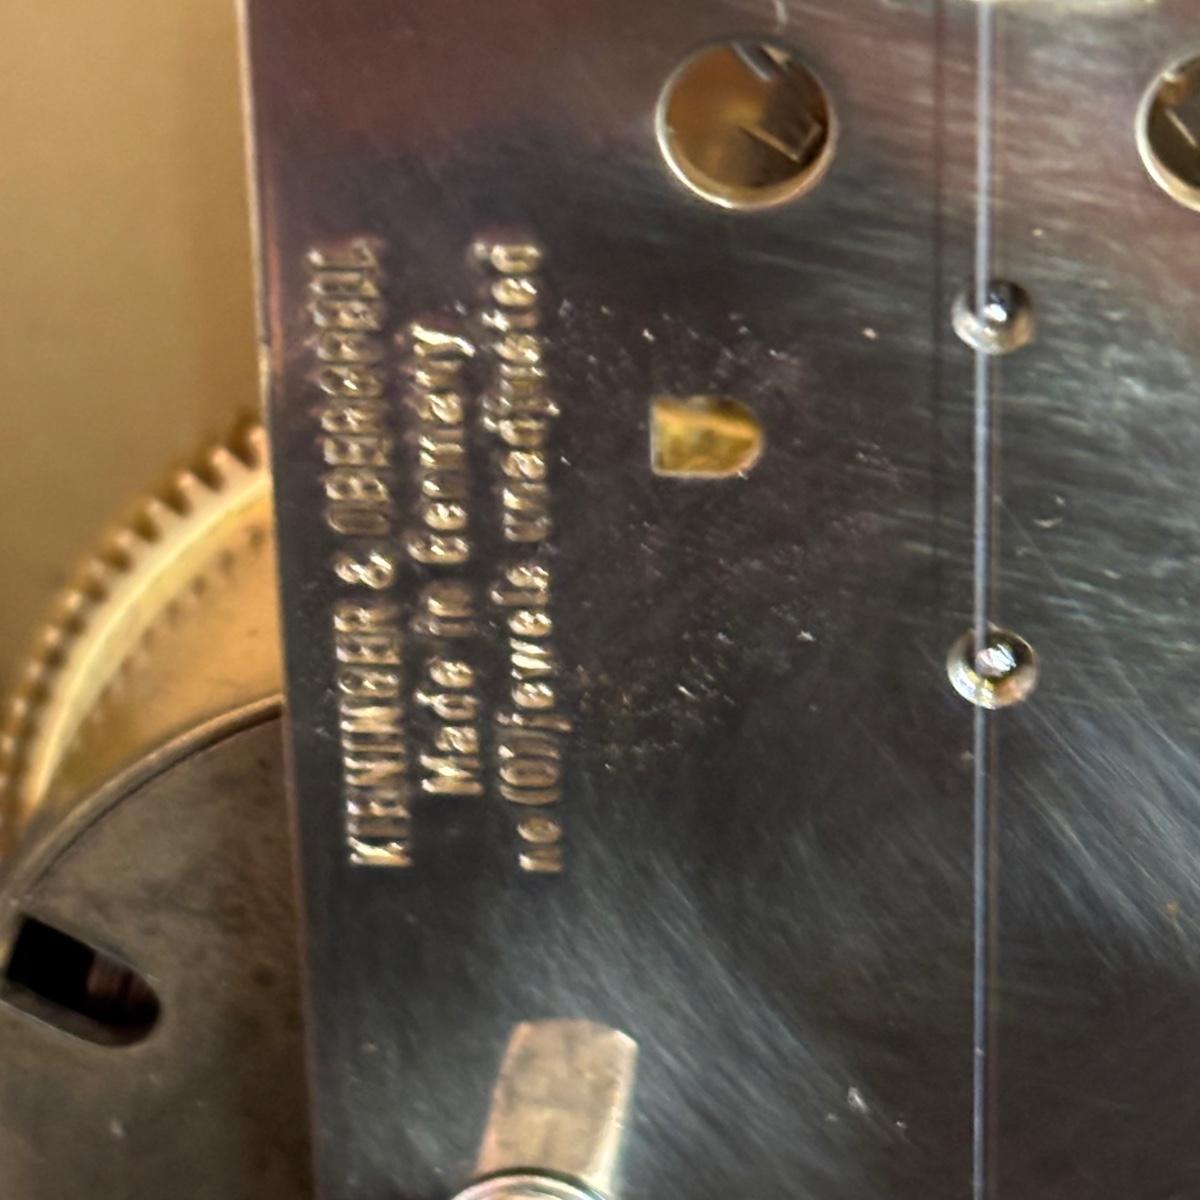 KIENINGER & OBERGFELL
Made in Germany
no (0) jewels unadjusted